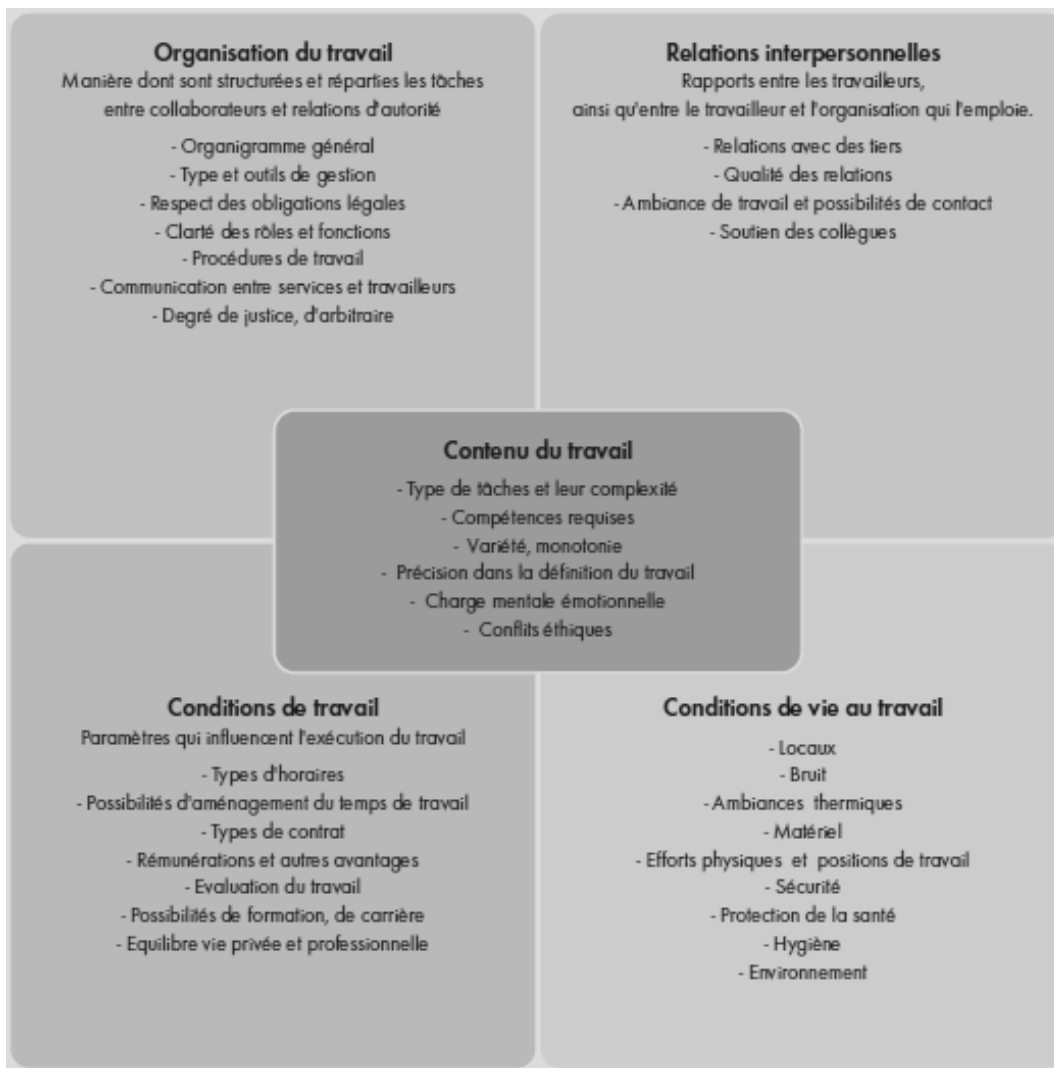 Organisation du travail
Manière dont sont structurées et réparties les tâches
entre collaborateurs et relations d'autorité
- Organigramme général
- Type et outils de gestion
- Respect des obligations légales
- Clarté des rôles et fonctions
- Procédures de travail
- Communication entre services et travailleurs
- Degré de justice, d'arbitraire
Relations interpersonnelles
Rapports entre les travailleurs,
ainsi qu'entre le travailleur et l'organisation qui l'emploie.
- Relations avec des tiers
- Qualité des relations
- Ambiance de travail et possibilités de contact
- Soutien des collègues
Contenu du travail
- Type de tâches et leur complexité
- Compétences requises
- Variété, monotonie
- Précision dans la définition du travail
- Charge mentale émotionnelle
- Conflits éthiques
Conditions de travail
Paramètres qui influencent l'exécution du travail
- Types d'horaires
- Possibilités d'aménagement du temps de travail
- Types de contrat
- Rémunérations et autres avantages
- Evaluation du travail
- Possibilités de formation, de carrière
- Equilibre vie privée et professionnelle
Conditions de vie au travail
- Locaux
- Bruit
- Ambiances thermiques
- Matériel
- Efforts physiques et positions de travail
- Sécurité
- Protection de la santé
- Hygiène
- Environnement